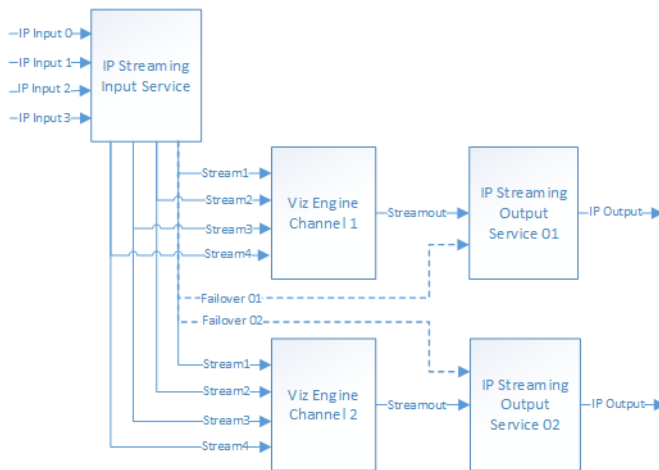 IP Input 0
IP Input 1
IP Input 2
IP Input 3
IP Streaming
Input Service
Stream1
Stream2
Stream3
Stream4
Viz Engine
Channel 1
Streamout
IP Streaming
Output
Service 01
IP Output
Failover 01
Failover 02
Stream1
Stream2
Stream3
Stream4
Viz Engine
Channel 2
Streamout
IP Streaming
Output
Service 02
IP Output